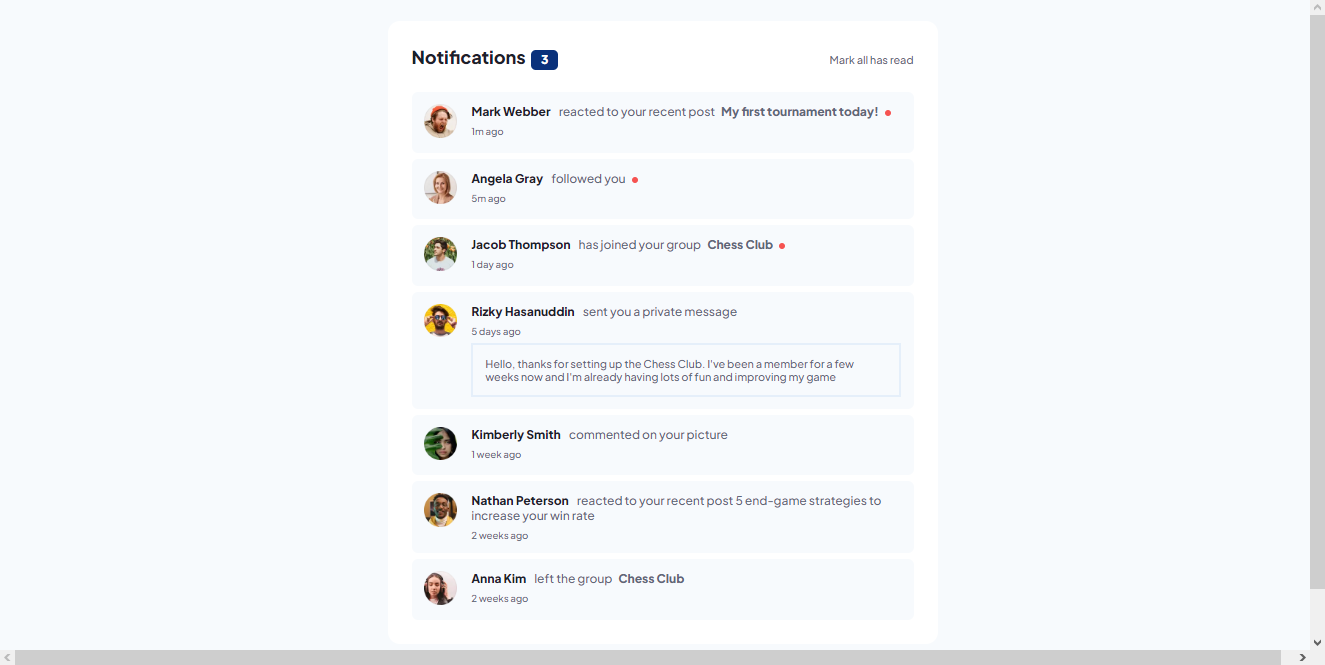 Notifications 3 Mark all has read
Mark Webber reacted to your recent post My first tournament today!
1m ago
Angela Gray followed you
5m ago
Jacob Thompson has joined your group Chess Club
1 day ago
Rizky Hasanuddin sent you a private message
5 days ago
Hello, thanks for setting up the Chess Club. I've been a member for a few
weeks now and I'm already having lots of fun and improving my game
Kimberly Smith commented on your picture
1 week ago
Nathan Peterson reacted to your recent post 5 end-game strategies to
increase your win rate
2 weeks ago
Anna Kim left the group Chess Club
2 weeks ago